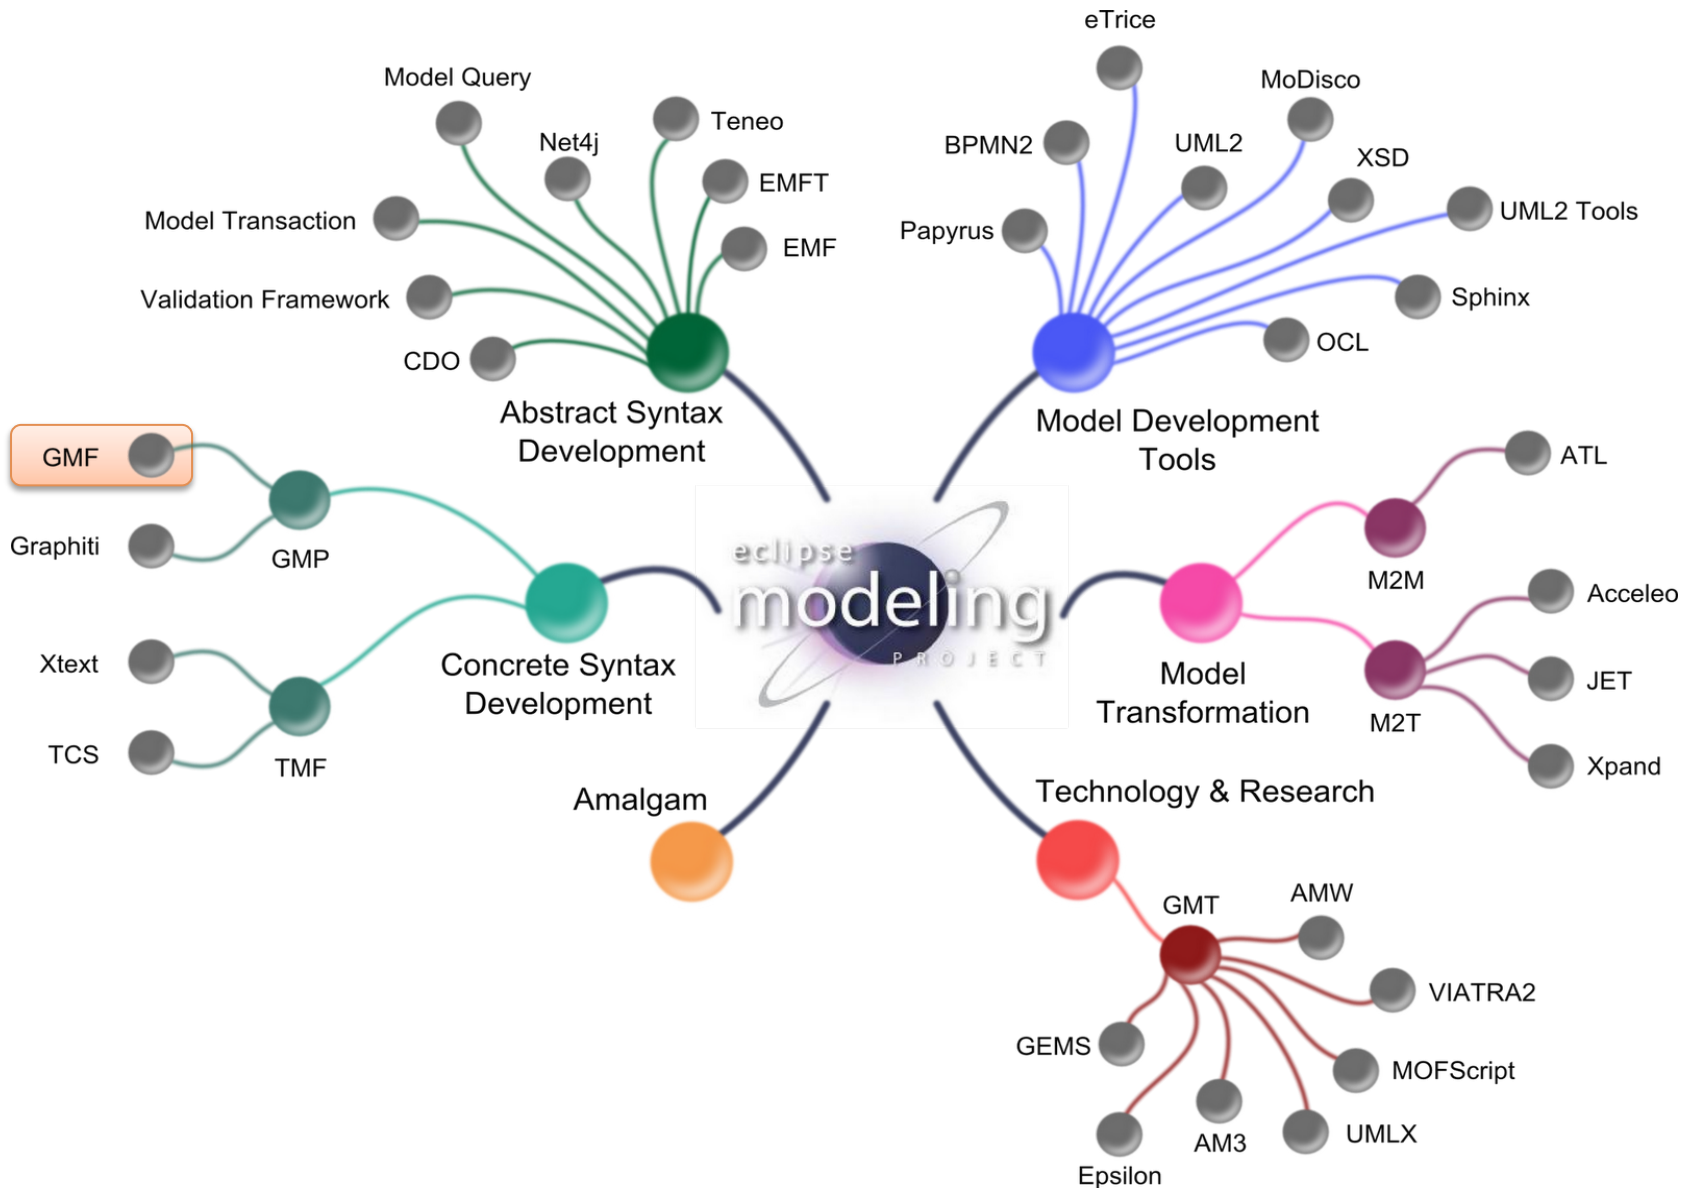 eTrice
Model Query
MoDisco
Teneo
Net4j
BPMN2
UML2
XSD
EMFT
Model Transaction
UML2 Tools
Papyrus
EMF
Validation Framework
Sphinx
CDO
OCL
Abstract Syntax
Development
Model Development
Tools
GMF
ATL
Graphiti
GMP
eclipse
modeling
PROJECT
M2M
Acceleo
Xtext
Concrete Syntax
Development
Model
Transformation
JET
M2T
TCS
TMF
Xpand
Amalgam
Technology & Research
GMT
AMW
VIATRA2
GEMS
MOFScript
AM3
UMLX
Epsilon